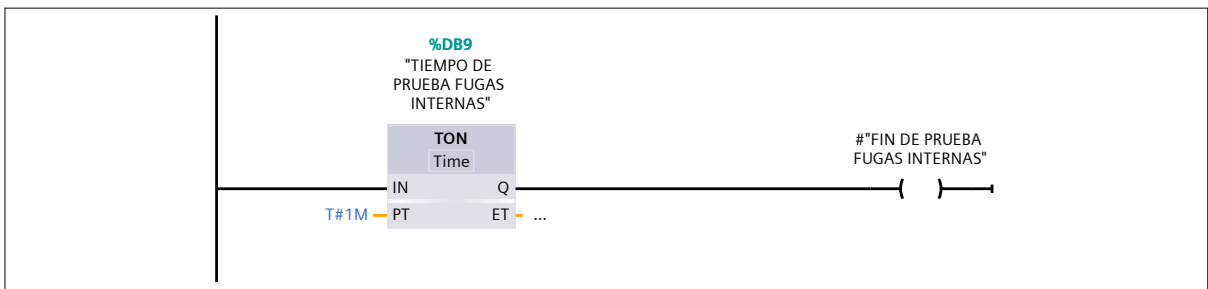 %DB9
"TIEMPO DE
PRUEBA FUGAS
INTERNAS"
TON
Time
#"FIN DE PRUEBA
FUGAS INTERNAS"
IN Q
T#1M PT ET ...